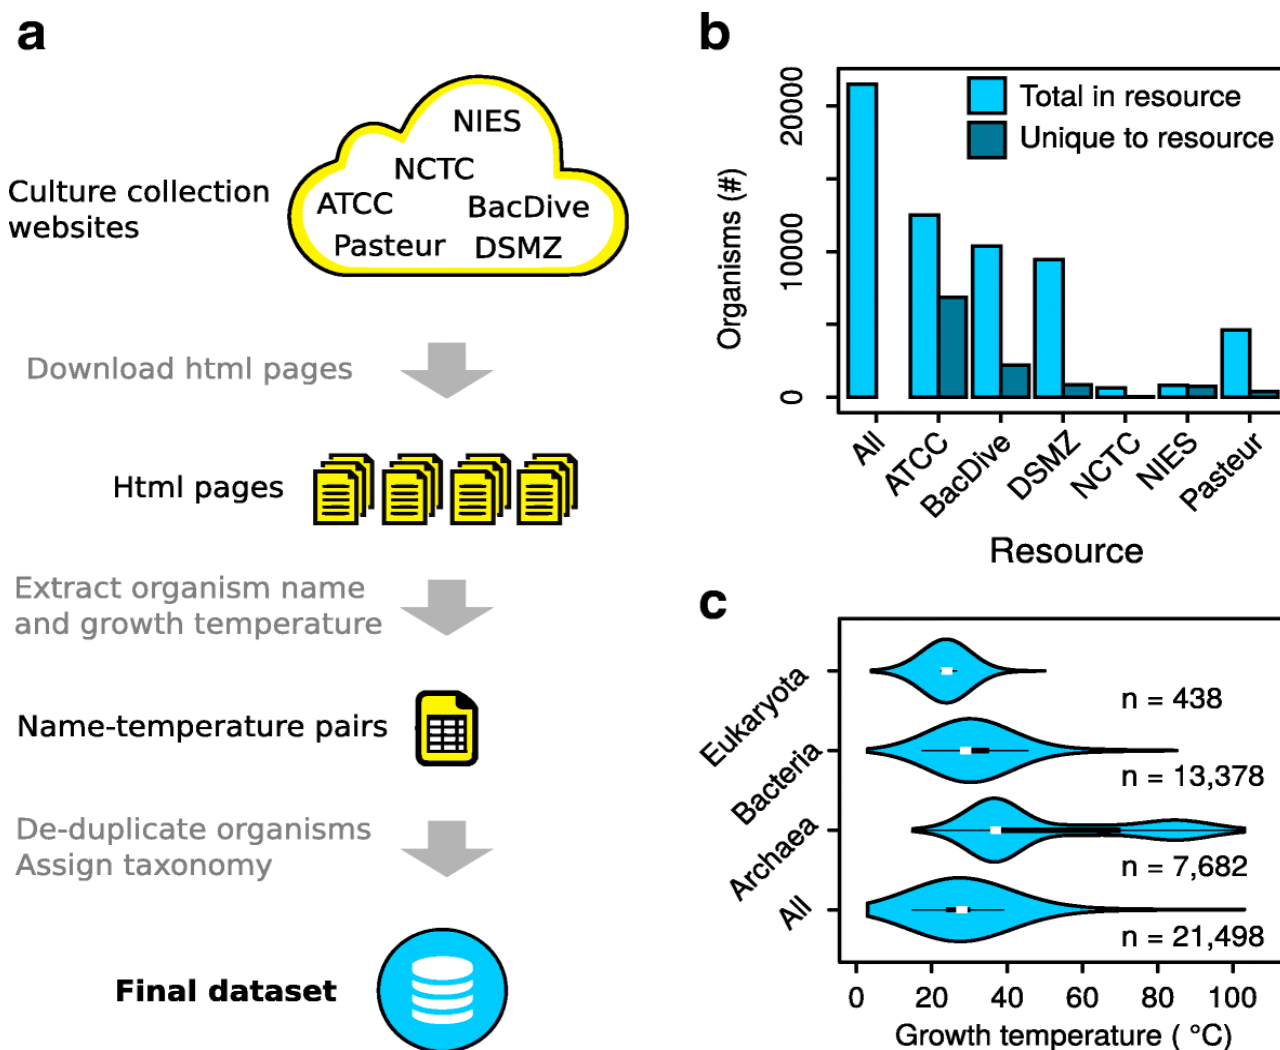 a
NIES
NCTC
ATCC
BacDive
Pasteur
DSMZ
Culture collection
websites
Download html pages
Html pages
Extract organism name
and growth temperature
Name-temperature pairs
De-duplicate organisms
Assign taxonomy
Final dataset
b
Total in resource
Unique to resource
Organisms (#)
20000
10000
0
All
ATCC
BacDive
DSMZ
NCTC
NIES
Pasteur
Resource
c
Eukaryota
n = 438
Bacteria
n = 13,378
Archaea
n = 7,682
All
n = 21,498
0 20 40 60 80 100
Growth temperature ( °C)